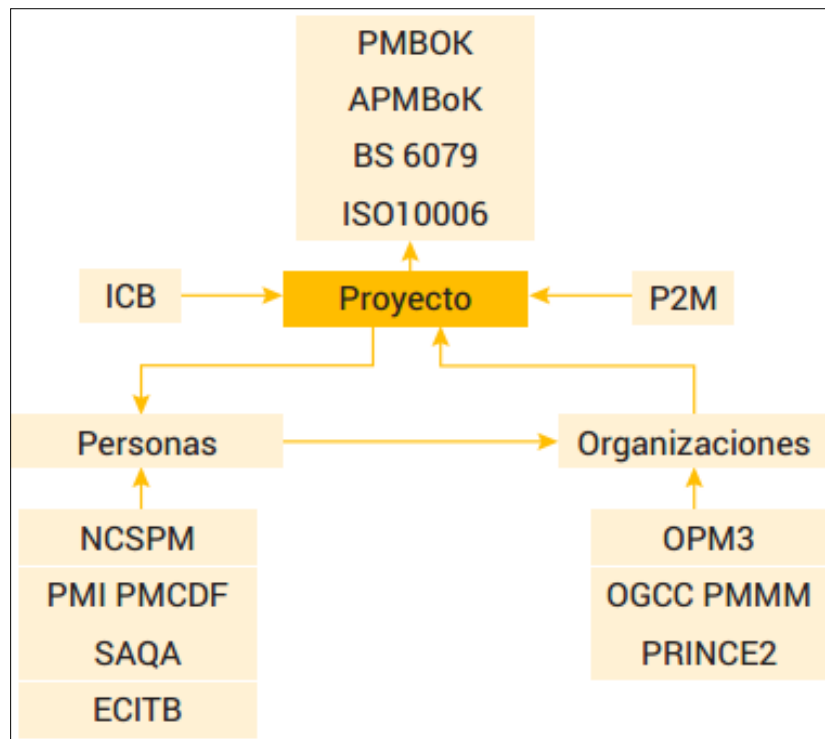 PMBOK
APMBoK
BS 6079
ISO10006
ICB
Proyecto
P2M
Personas
Organizaciones
NCSPM
PMI PMCDF
SAQA
ECITB
OPM3
OGCC PMMM
PRINCE2